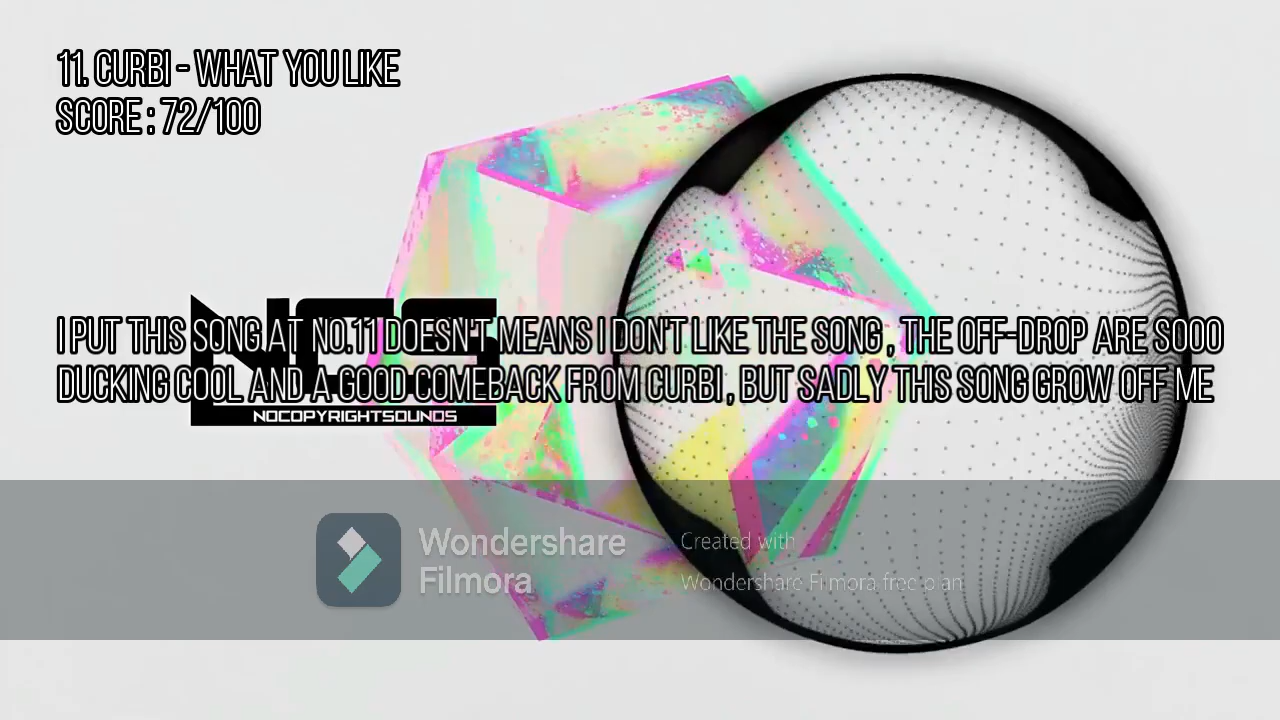 11. CURBI - WHAT YOU LIKE
SCORE : 72/100
NCS
I PUT THIS SONG AT NO.11 DOESN'T MEANS I DON'T LIKE THE SONG , THE OFF-DROP ARE SOOO
DUCKING COOL AND A GOOD COMEBACK FROM CURBI , BUT SADLY THIS SONG GROW OFF ME
NOCOPYRIGHTSOUNDS
Wondershare
Filmora
Created with
Wondershare Filmora free plan